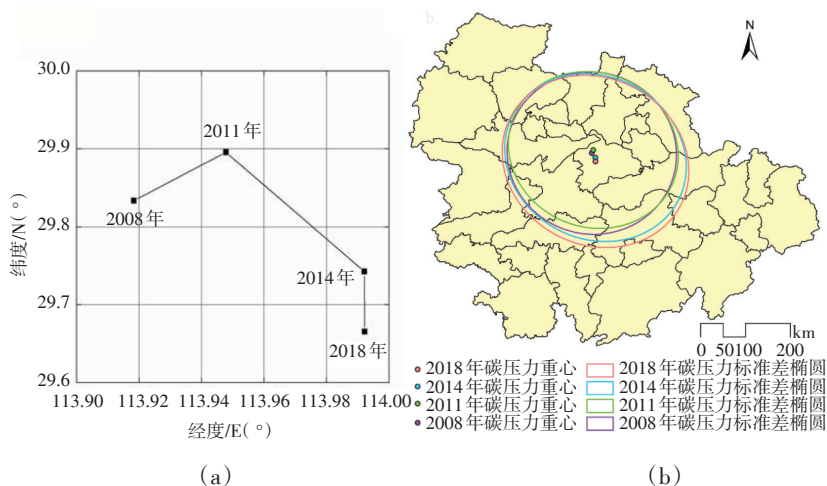 b.
N
30.0
29.9
29.8
29.7
29.6
纬度/N(°)
2011年
2008年
2014年
2018年
113.90 113.92 113.94 113.96 113.98 114.00
经度/E(°)
km
0 50100 200
2018年碳压力重心 2018年碳压力标准差椭圆
2014年碳压力重心 2014年碳压力标准差椭圆
2011年碳压力重心 2011年碳压力标准差椭圆
2008年碳压力重心 2008年碳压力标准差椭圆
(a) (b)